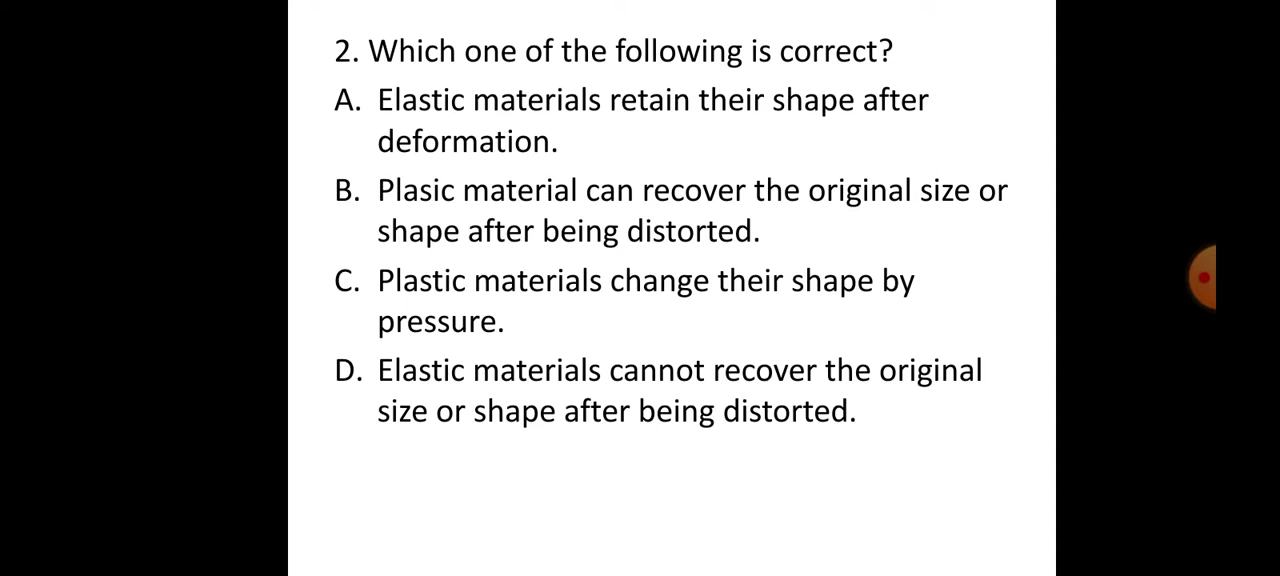 2. Which one of the following is correct?
A. Elastic materials retain their shape after
deformation.
B. Plasic material can recover the original size or
shape after being distorted.
C. Plastic materials change their shape by
pressure.
D. Elastic materials cannot recover the original
size or shape after being distorted.